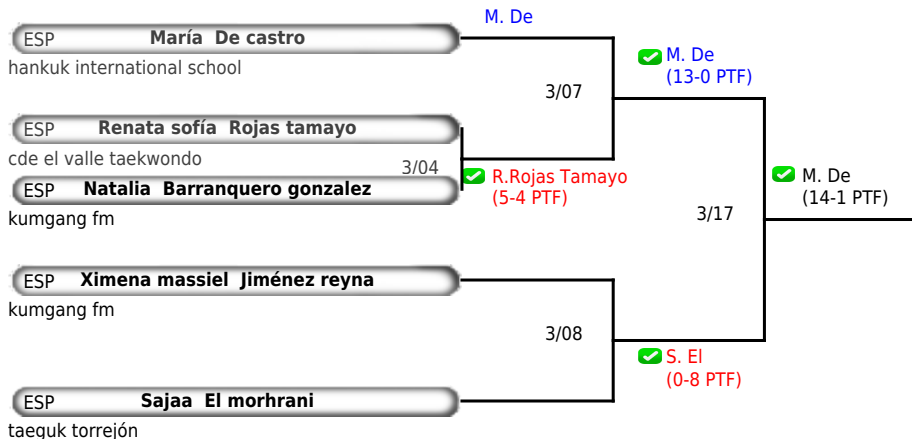 M. De
ESP María De castro
hankuk international school
M. De
(13-0 PTF)
3/07
ESP Renata sofía Rojas tamayo
cde el valle taekwondo
3/04
R.Rojas Tamayo
(5-4 PTF)
ESP Natalia Barranquero gonzalez
kumgang fm
M. De
(14-1 PTF)
3/17
ESP Ximena massiel Jiménez reyna
kumgang fm
3/08
S. El
(0-8 PTF)
ESP Sajaa El morhrani
taeguk torrejón